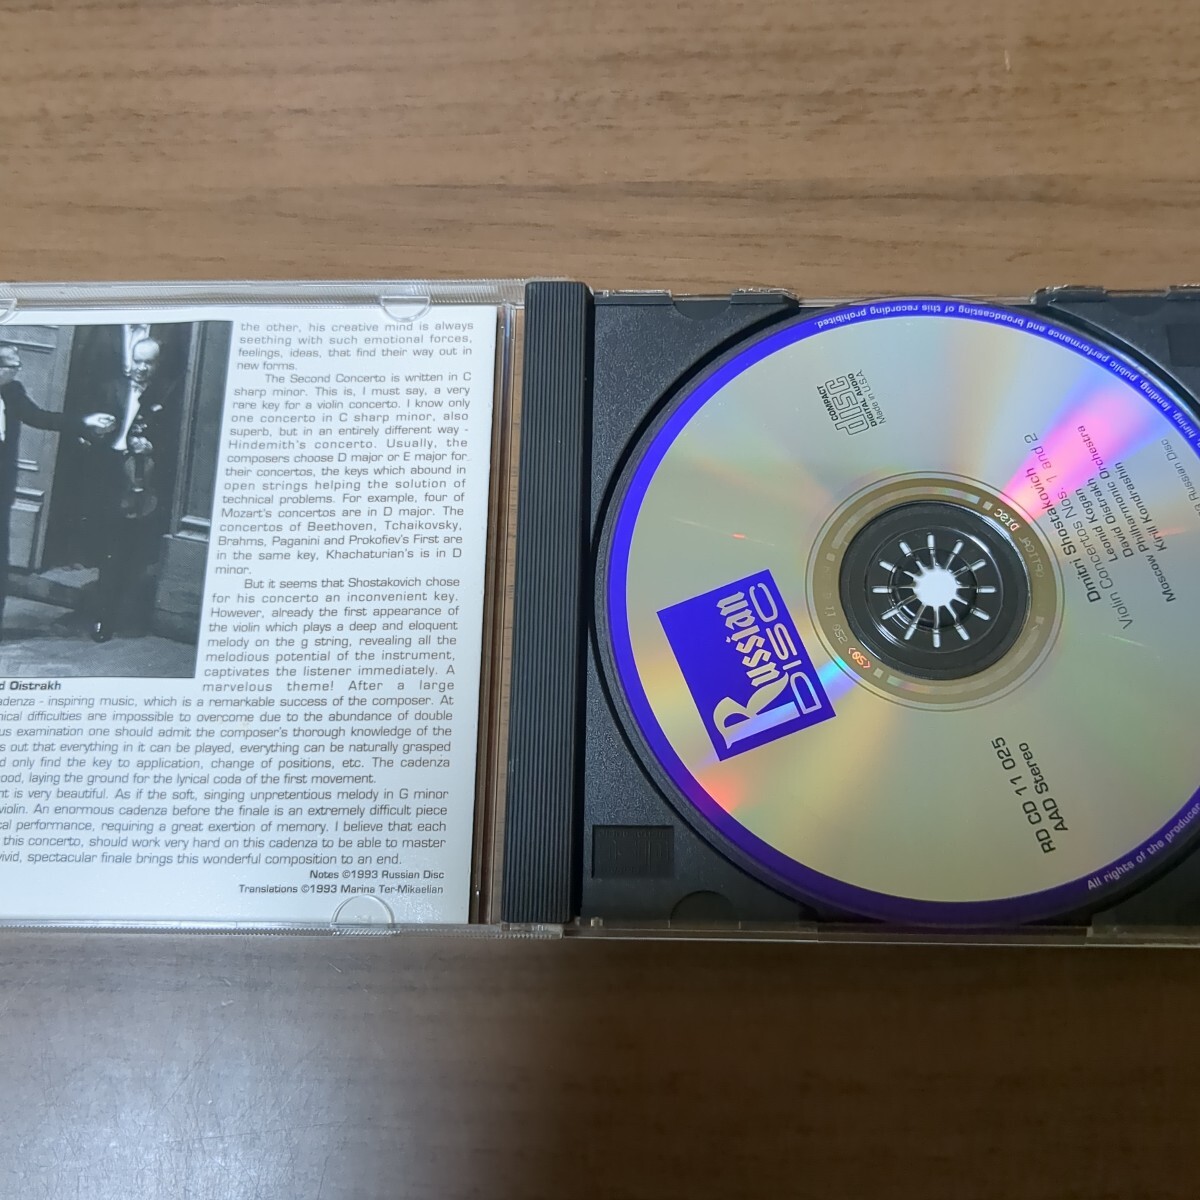 the other, his creative mind is always
seething with such emotional forces,
feelings, ideas, that find their way out in
new forms.
The Second Concerto is written in C
sharp minor. This is, I must say, a very
rare key for a violin concerto. I know only
one concerto in C sharp minor, also
superb, but in an entirely different way -
Hindemith's concerto. Usually, the
composers choose D major or E major for
their concertos, the keys which abound in
open strings helping the solution of
technical problems. For example, four of
Mozart's concertos are in D major. The
concertos of Beethoven, Tchaikovsky,
Brahms, Paganini and Prokofiev's First are
in the same key, Khachaturian's is in D
minor.
But it seems that Shostakovich chose
for his concerto an inconvenient key.
However, already the first appearance of
the violin which plays a deep and eloquent
melody on the g string, revealing all the
melodious potential of the instrument,
captivates the listener immediately. A
marvelous theme! After a large
d Oistrakh
adenza - inspiring music, which is a remarkable success of the composer. At
nical difficulties are impossible to overcome due to the abundance of double
us examination one should admit the composer's thorough knowledge of the
s out that everything in it can be played, everything can be naturally grasped
d only find the key to application, change of positions, etc. The cadenza
ood, laying the ground for the lyrical coda of the first movement.
nt is very beautiful. As if the soft, singing unpretentious melody in G minor
violin. An enormous cadenza before the finale is an extremely difficult piece
cal performance, requiring a great exertion of memory. I believe that each
this concerto, should work very hard on this cadenza to be able to master
vivid, spectacular finale brings this wonderful composition to an end.
Notes ©1993 Russian Disc
Translations ©1993 Marina Ter-Mikaelian
Russian
DISC
RD CD 11 025
AAD Stereo
COMPACT
disc
DIGITAL AUDIO
Made in U.S.A
Dmitri Shostakovich
Violin Concertos Nos. 1 and 2
Leonid Kogan
David Oistrakh
Moscow Philharmonic Orchestra
Kirill Kondrashin
Russian Disc
All rights of the producer
hiring, lending, public performance and broadcasting of this recording prohibited.